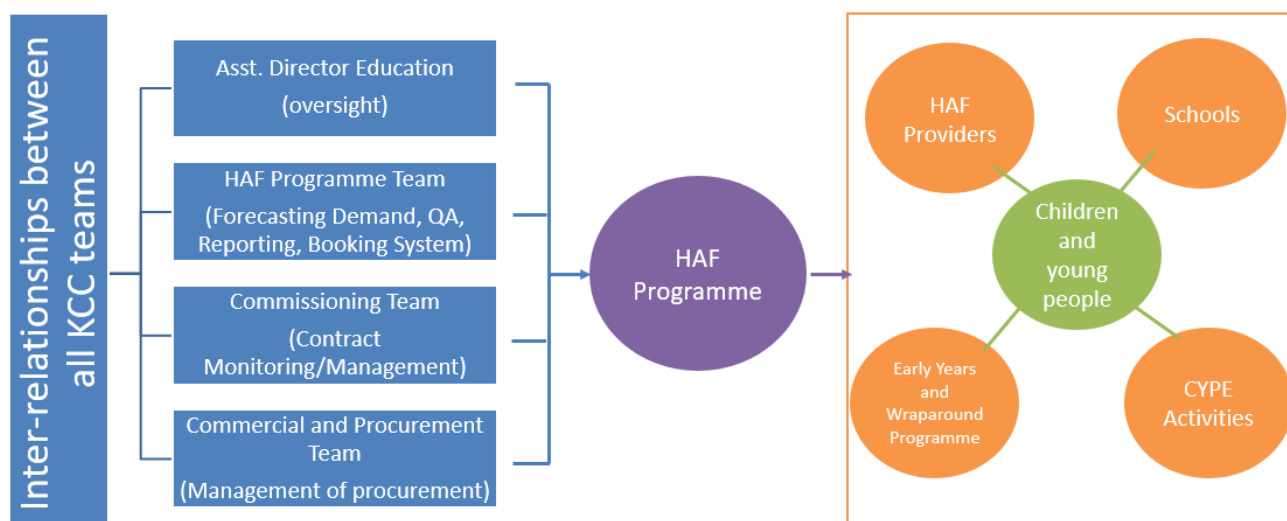 Inter-relationships between
all KCC teams
Asst. Director Education
(oversight)
HAF Programme Team
(Forecasting Demand, QA,
Reporting, Booking System)
Commissioning Team
(Contract
Monitoring/Management)
Commercial and Procurement
Team
(Management of procurement)
HAF
Programme
HAF
Providers
Schools
Children
and
young
people
Early Years
and
Wraparound
Programme
CYPE
Activities